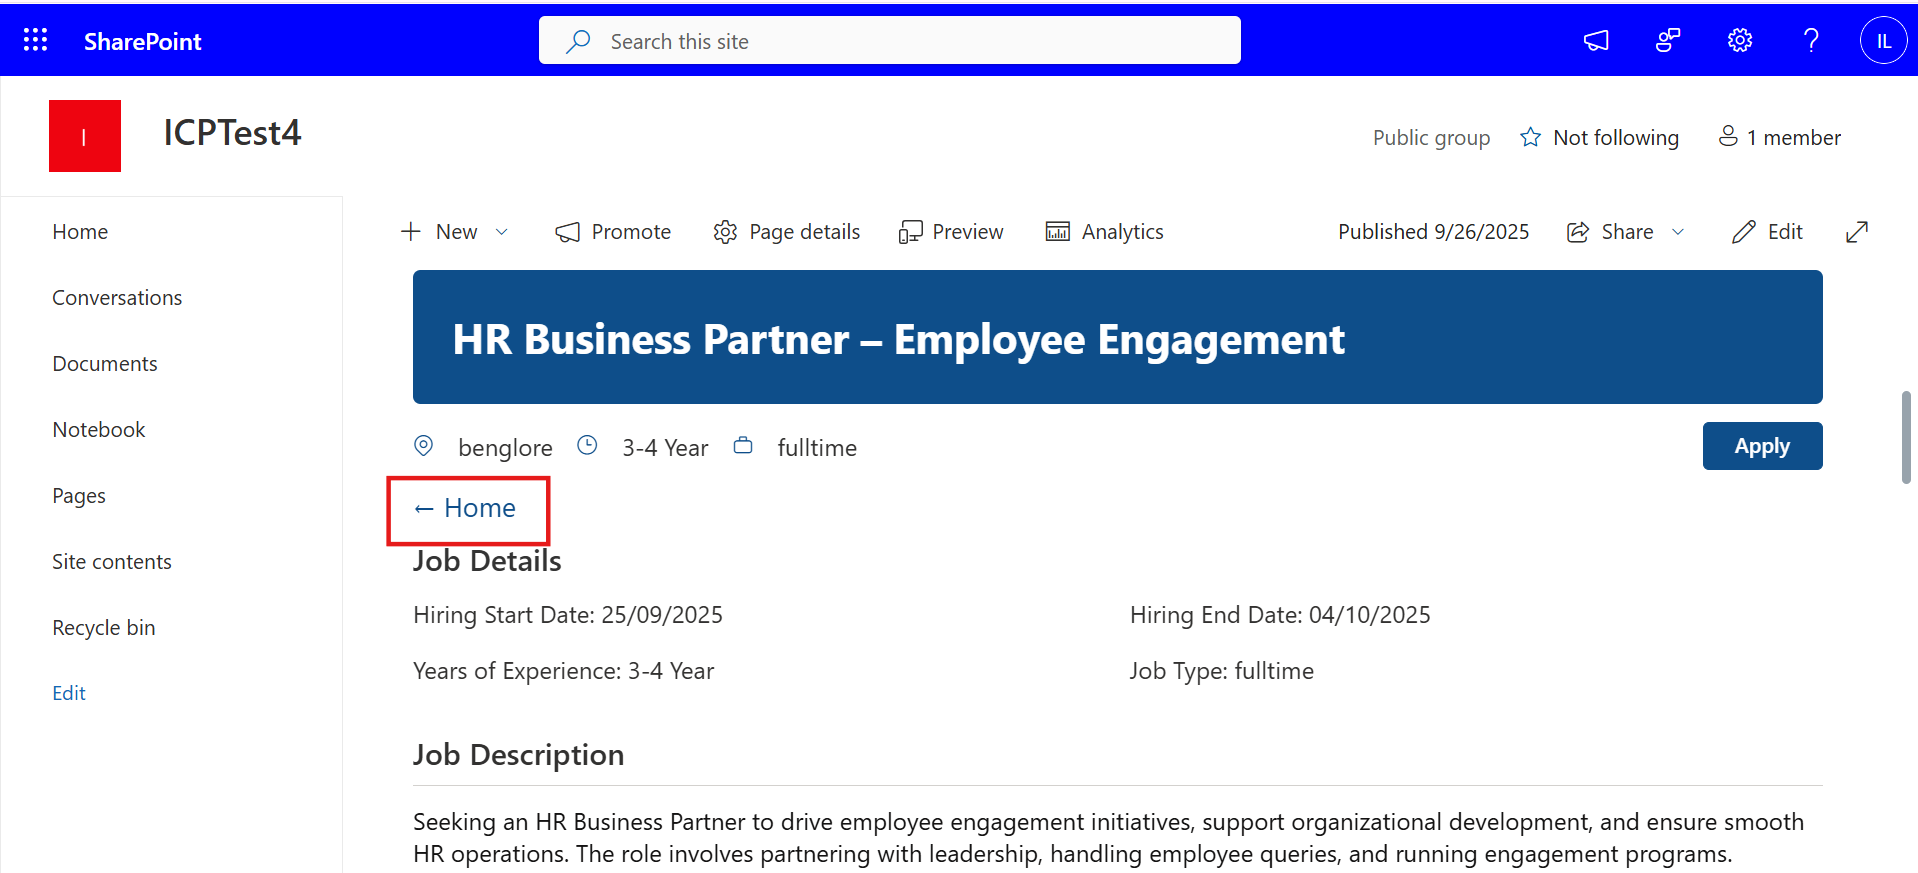 SharePoint
Search this site
IL
I
ICPTest4
Public group Not following 1 member
Home
Conversations
Documents
Notebook
Pages
Site contents
Recycle bin
Edit
New Promote Page details Preview Analytics Published 9/26/2025 Share Edit
HR Business Partner – Employee Engagement
benglore 3-4 Year fulltime
Apply
← Home
Job Details
Hiring Start Date: 25/09/2025 Hiring End Date: 04/10/2025
Years of Experience: 3-4 Year Job Type: fulltime
Job Description
Seeking an HR Business Partner to drive employee engagement initiatives, support organizational development, and ensure smooth
HR operations. The role involves partnering with leadership, handling employee queries, and running engagement programs.